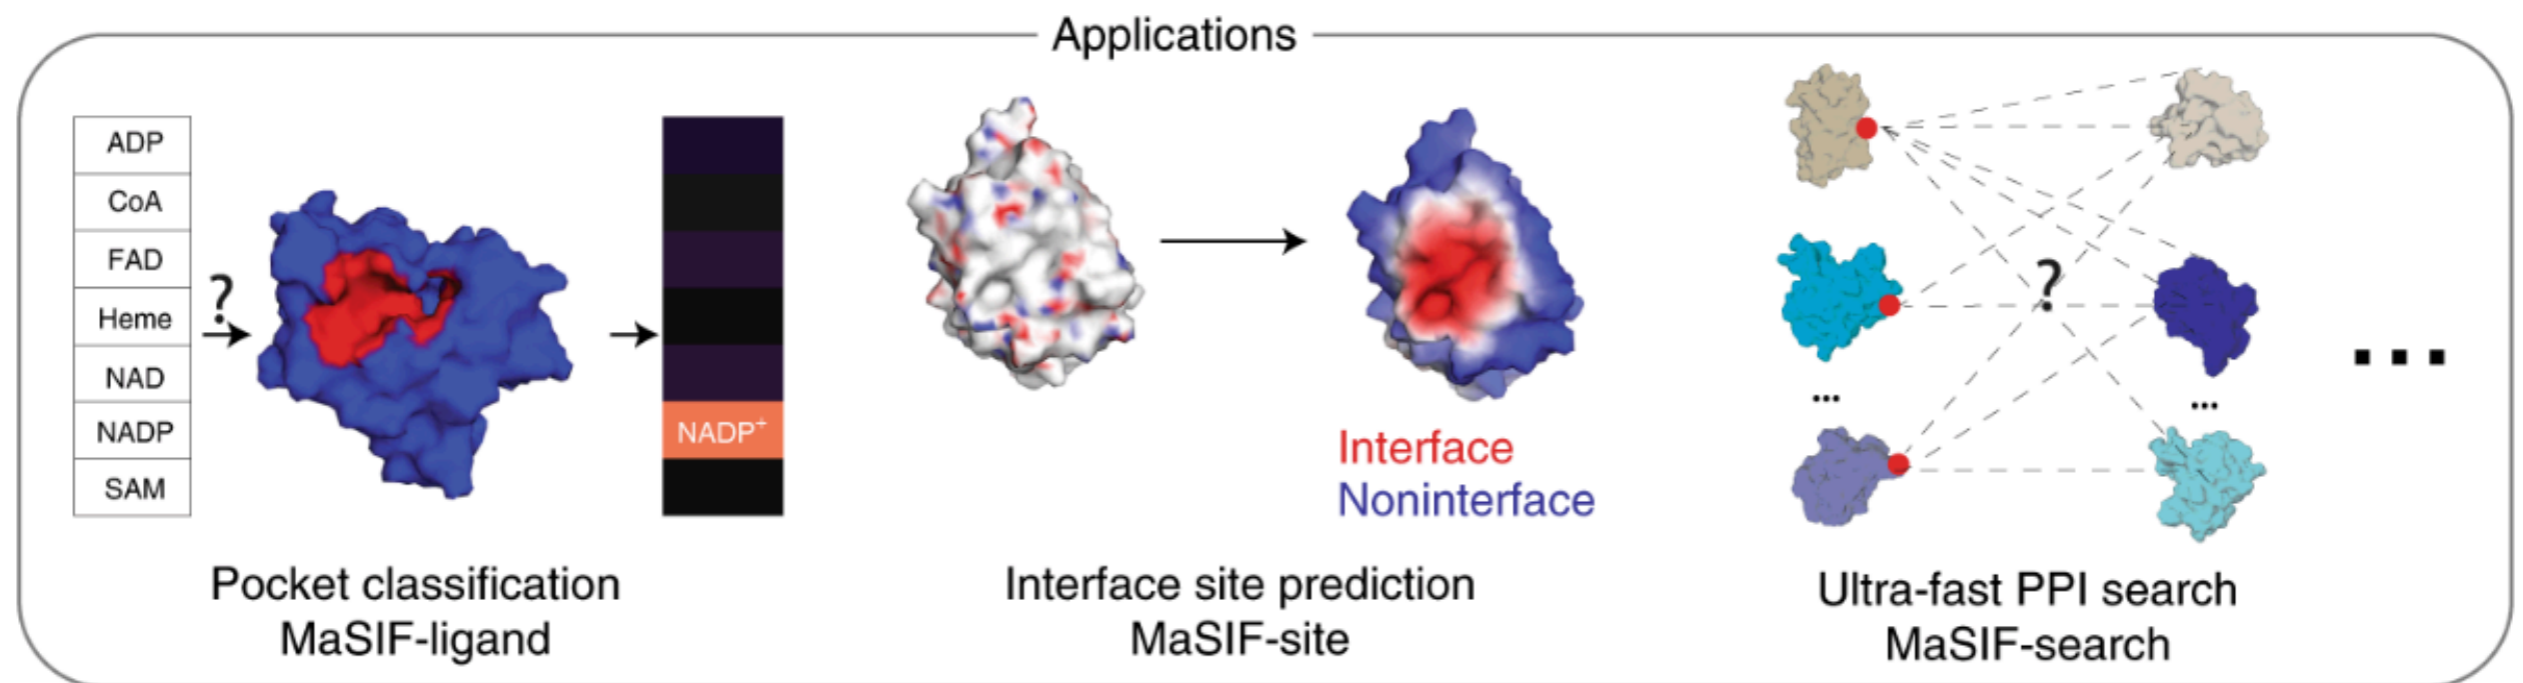 Applications
ADP
CoA
FAD
Heme
NAD
NADP
SAM
?
NADP⁺
Pocket classification
MaSIF-ligand
Interface
Noninterface
Interface site prediction
MaSIF-site
?
...
...
Ultra-fast PPI search
MaSIF-search
...